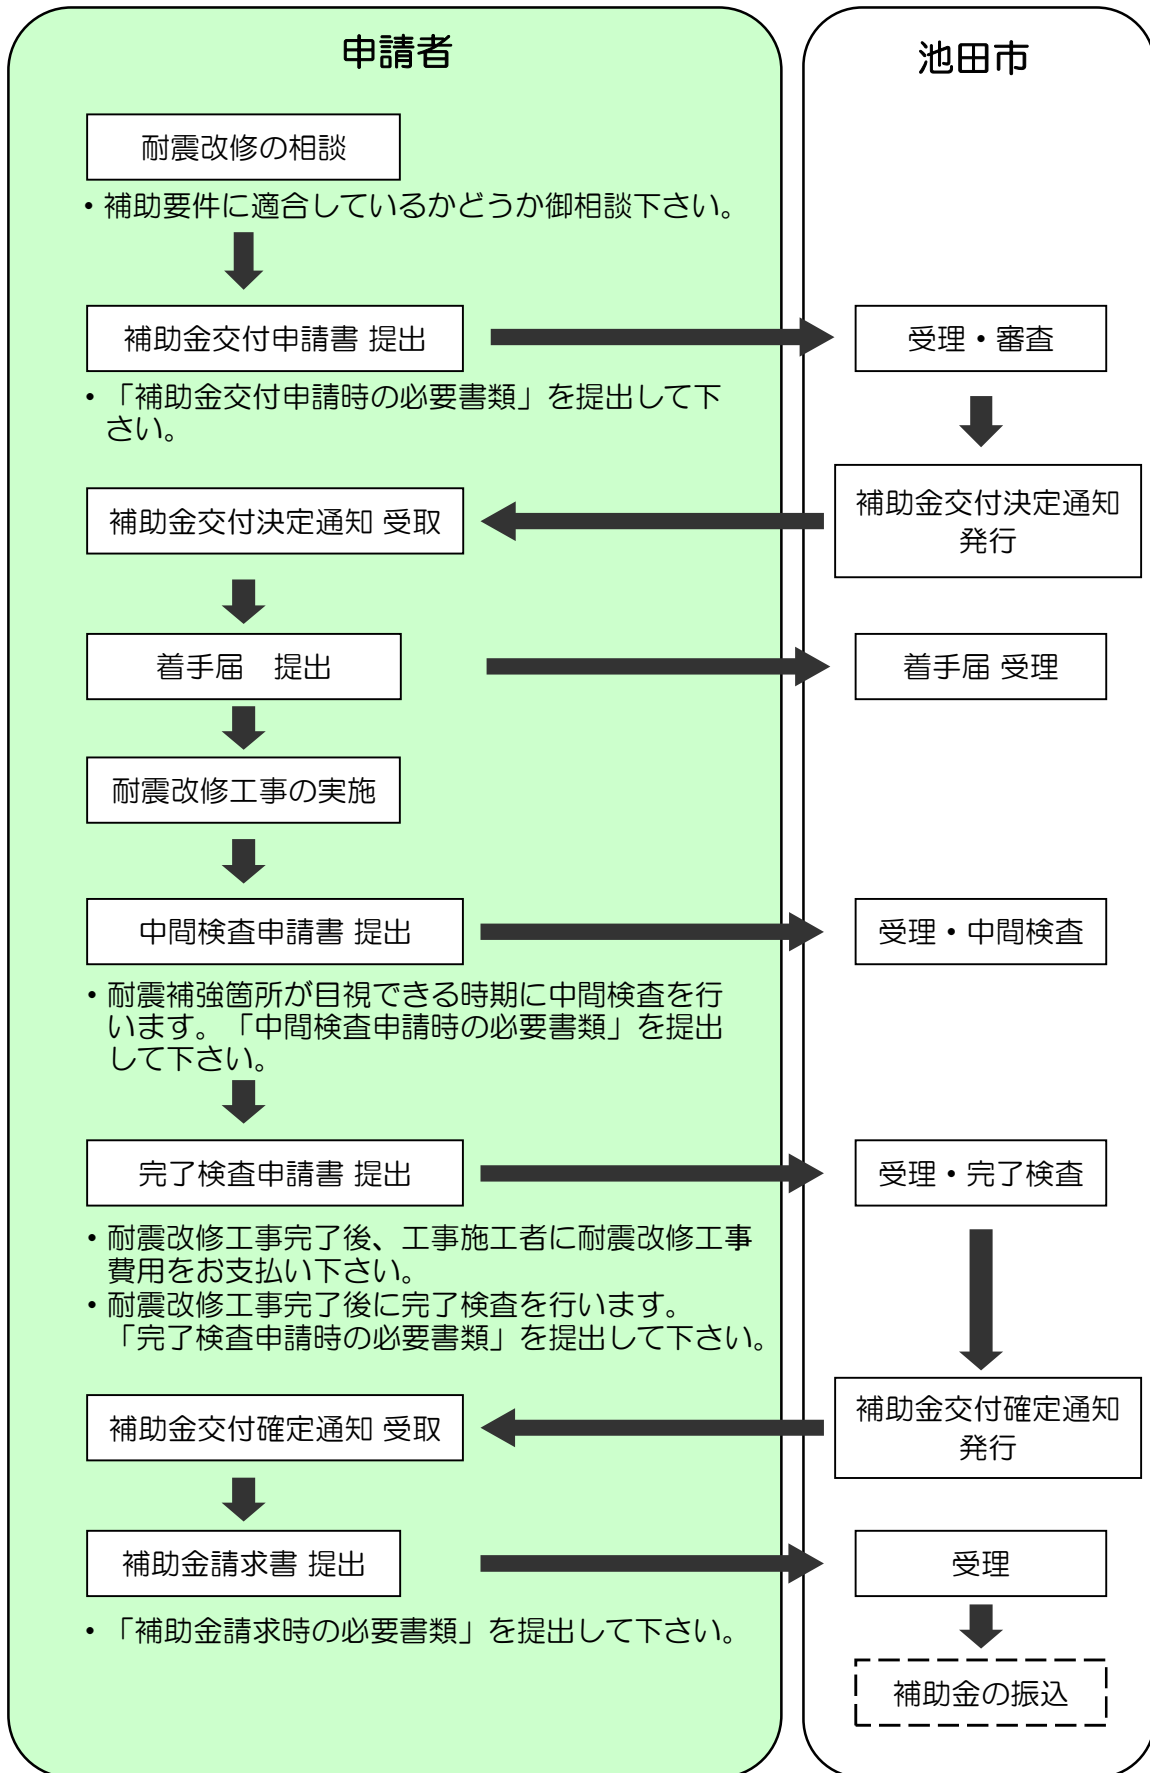 申請者
池田市
耐震改修の相談
・補助要件に適合しているかどうか御相談下さい。
補助金交付申請書 提出
受理・審査
・「補助金交付申請時の必要書類」を提出して下
さい。
補助金交付決定通知 受取
補助金交付決定通知
発行
着手届　提出
着手届 受理
耐震改修工事の実施
中間検査申請書 提出
受理・中間検査
・耐震補強箇所が目視できる時期に中間検査を行
います。「中間検査申請時の必要書類」を提出
して下さい。
完了検査申請書 提出
受理・完了検査
・耐震改修工事完了後、工事施工者に耐震改修工事
費用をお支払い下さい。
・耐震改修工事完了後に完了検査を行います。
「完了検査申請時の必要書類」を提出して下さい。
補助金交付確定通知 受取
補助金交付確定通知
発行
補助金請求書 提出
受理
・「補助金請求時の必要書類」を提出して下さい。
補助金の振込